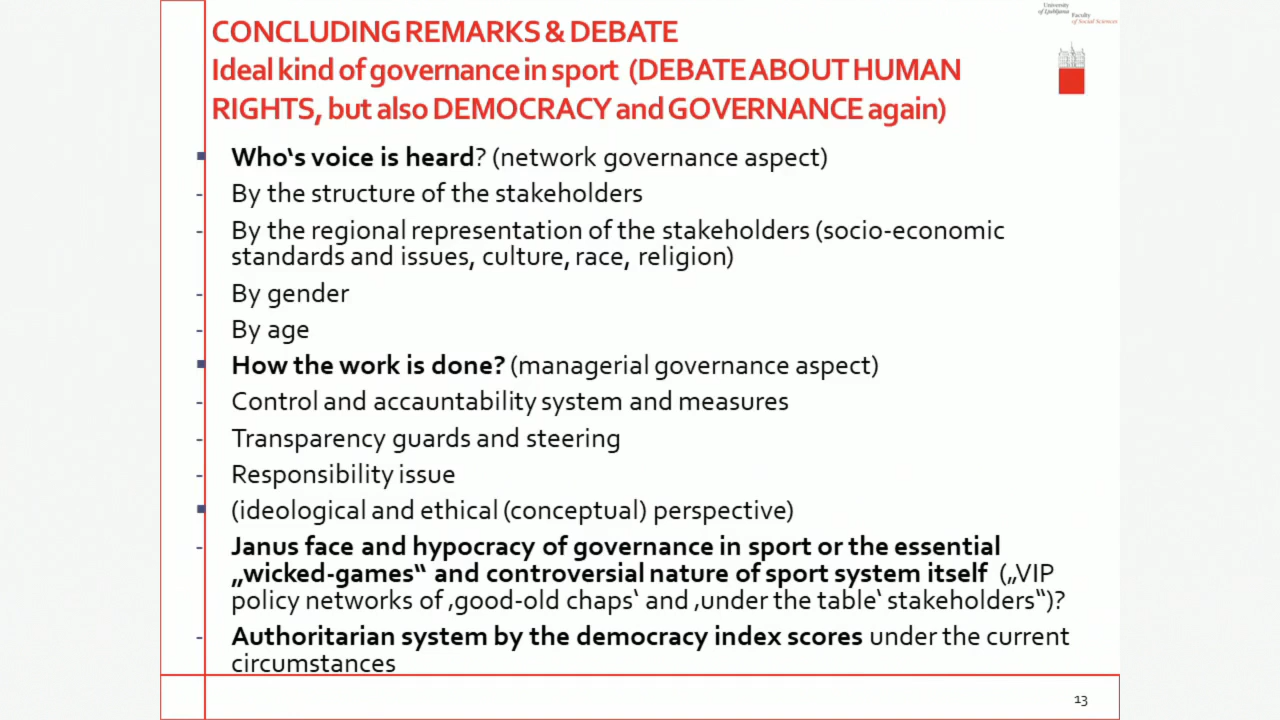 University
of Ljubljana
Faculty
of Social Sciences
CONCLUDING REMARKS & DEBATE
Ideal kind of governance in sport (DEBATE ABOUT HUMAN
RIGHTS, but also DEMOCRACY and GOVERNANCE again)
▪ Who‘s voice is heard? (network governance aspect)
- By the structure of the stakeholders
- By the regional representation of the stakeholders (socio-economic
standards and issues, culture, race, religion)
- By gender
- By age
▪ How the work is done? (managerial governance aspect)
- Control and accauntability system and measures
- Transparency guards and steering
- Responsibility issue
▪ (ideological and ethical (conceptual) perspective)
- Janus face and hypocracy of governance in sport or the essential
„wicked-games“ and controversial nature of sport system itself („VIP
policy networks of ‚good-old chaps‘ and ‚under the table‘ stakeholders“)?
- Authoritarian system by the democracy index scores under the current
circumstances
13